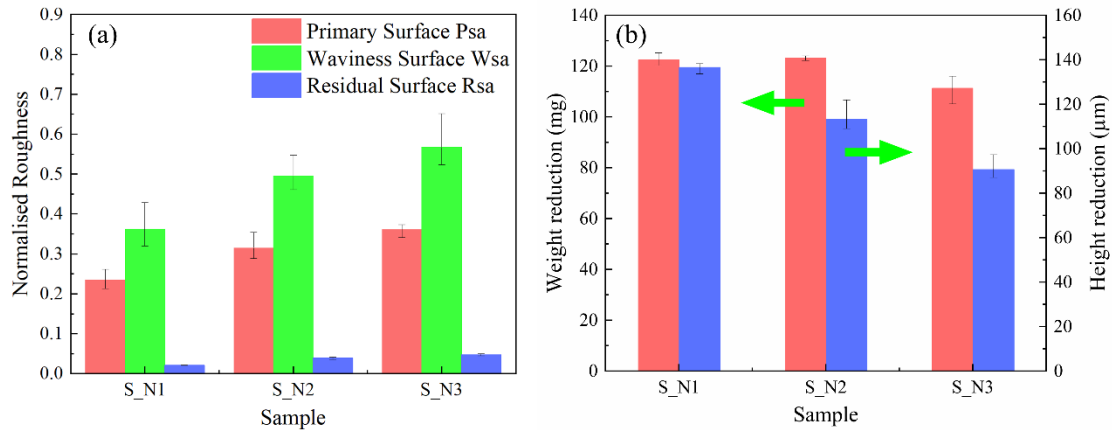 (a)
Primary Surface Psa
Waviness Surface Wsa
Residual Surface Rsa
Normalised Roughness
0.9
0.8
0.7
0.6
0.5
0.4
0.3
0.2
0.1
0.0
S_N1 S_N2 S_N3
Sample
(b)
Weight reduction (mg)
140
120
100
80
60
40
20
0
S_N1 S_N2 S_N3
Sample
160
140
120
100
80
60
40
20
0
Height reduction (μm)